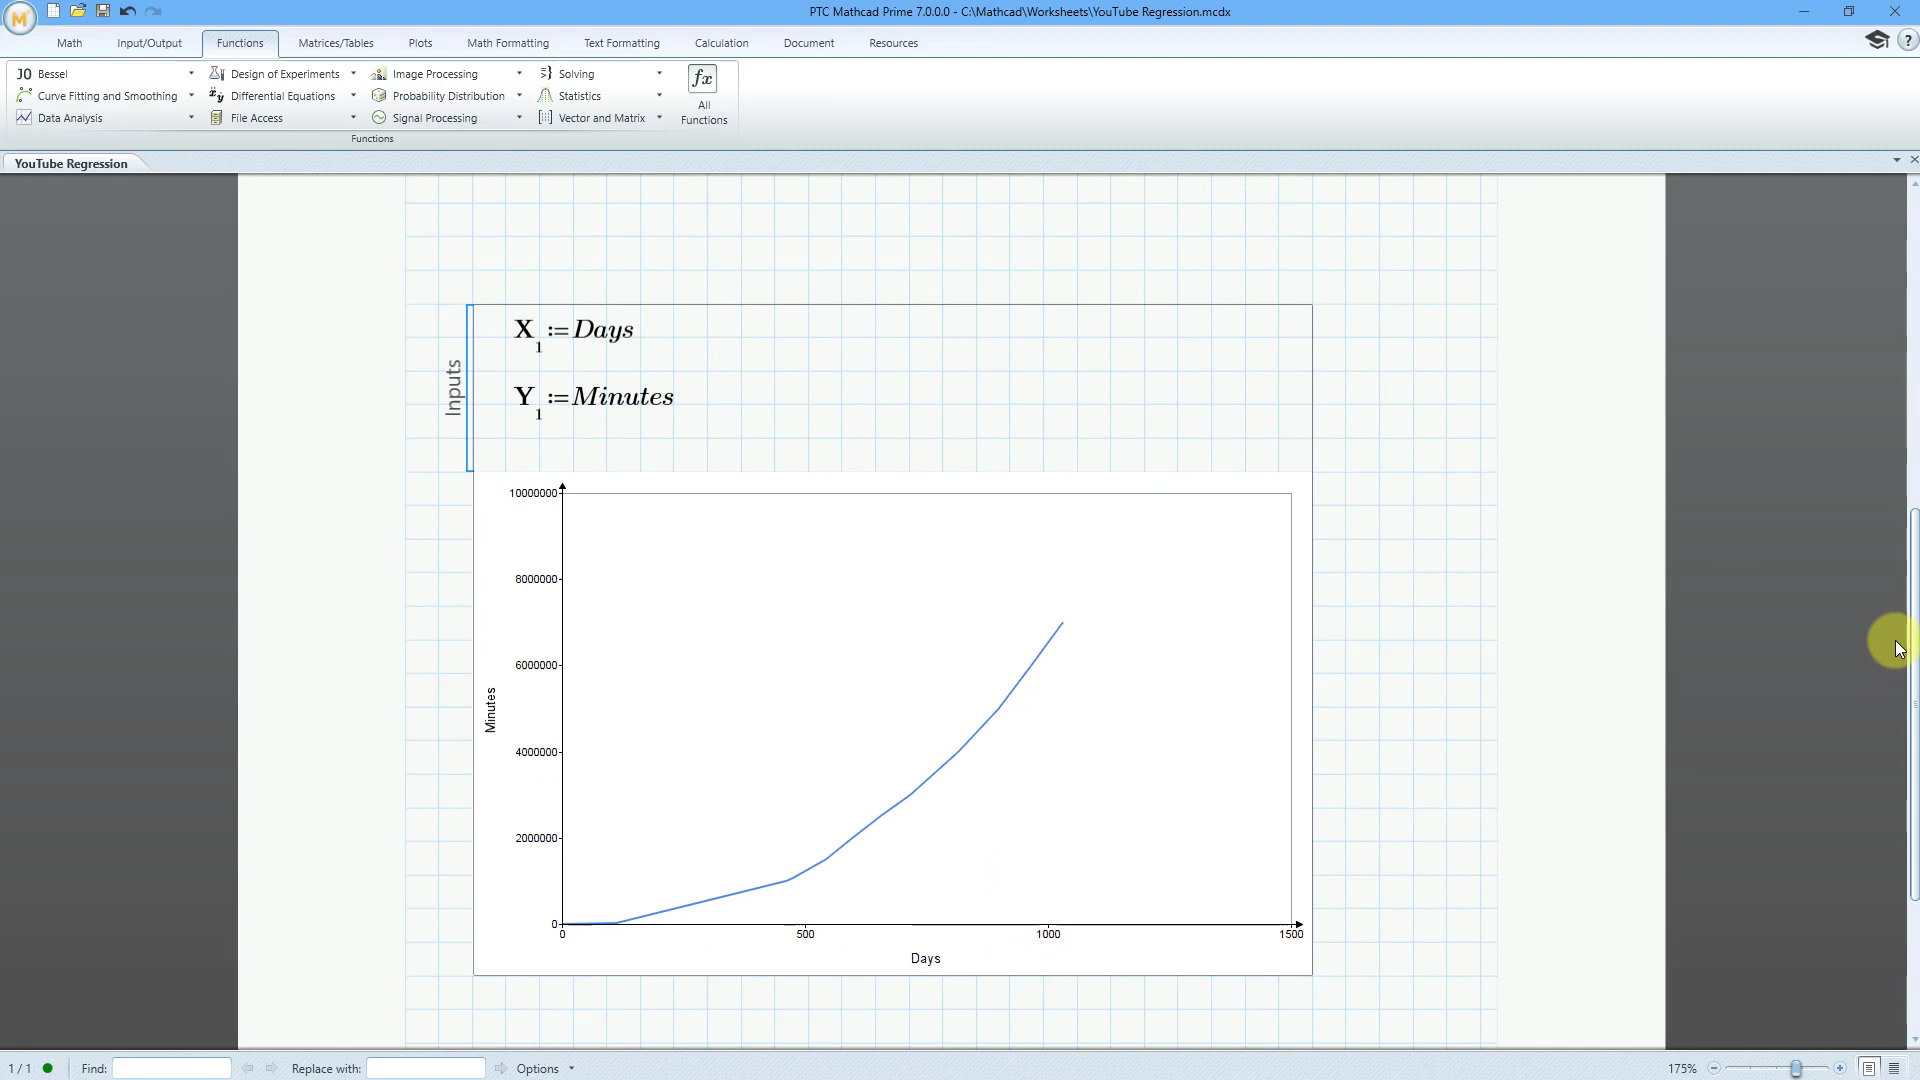 PTC Mathcad Prime 7.0.0.0 - C:\Mathcad\Worksheets\YouTube Regression.mcdx
Math Input/Output Functions Matrices/Tables Plots Math Formatting Text Formatting Calculation Document Resources
Bessel Design of Experiments Image Processing Solving
Curve Fitting and Smoothing Differential Equations Probability Distribution Statistics
Data Analysis File Access Signal Processing Vector and Matrix
fx
All
Functions
Functions
YouTube Regression
X1 := Days
Y1 := Minutes
Inputs
10000000
8000000
6000000
4000000
2000000
0
Minutes
0 500 1000 1500
Days
1 / 1 Find: Replace with: Options 175%